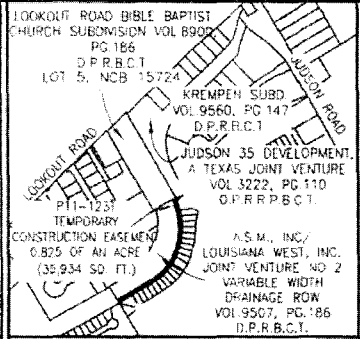 LOOKOUT ROAD BIBLE BAPTIST
CHURCH SUBDIVISION VOL 8900
PG.186
D.P.R.B.C.T
LOT 5, NCB 15724
KREMPEN SUBD.
VOL.9560, PG.147
D.P.R.B.C.T
JUDSON ROAD
LOOKOUT ROAD
JUDSON 35 DEVELOPMENT,
A TEXAS JOINT VENTURE
VOL 3222, PG.110
O.P.R.R.P.B.C.T.
PT1-1231
TEMPORARY
CONSTRUCTION EASEMENT
0.825 OF AN ACRE
(35,934 SQ. FT.)
A.S.M., INC/
LOUISIANA WEST, INC.
JOINT VENTURE NO 2
VARIABLE WIDTH
DRAINAGE ROW
VOL.9507, PG.186
D.P.R.B.C.T.